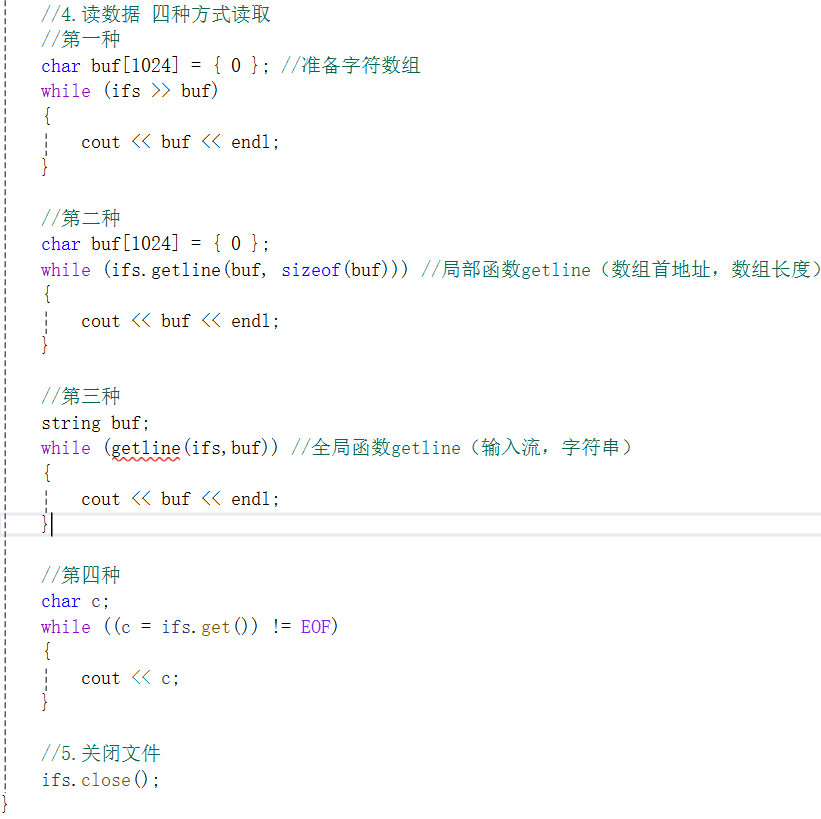 //4.读数据 四种方式读取
//第一种
char buf[1024] = { 0 }; //准备字符数组
while (ifs >> buf)
{
cout << buf << endl;
}
//第二种
char buf[1024] = { 0 };
while (ifs.getline(buf, sizeof(buf))) //局部函数getline（数组首地址，数组长度）
{
cout << buf << endl;
}
//第三种
string buf;
while (getline(ifs,buf)) //全局函数getline（输入流，字符串）
{
cout << buf << endl;
}
//第四种
char c;
while ((c = ifs.get()) != EOF)
{
cout << c;
}
//5.关闭文件
ifs.close();
}